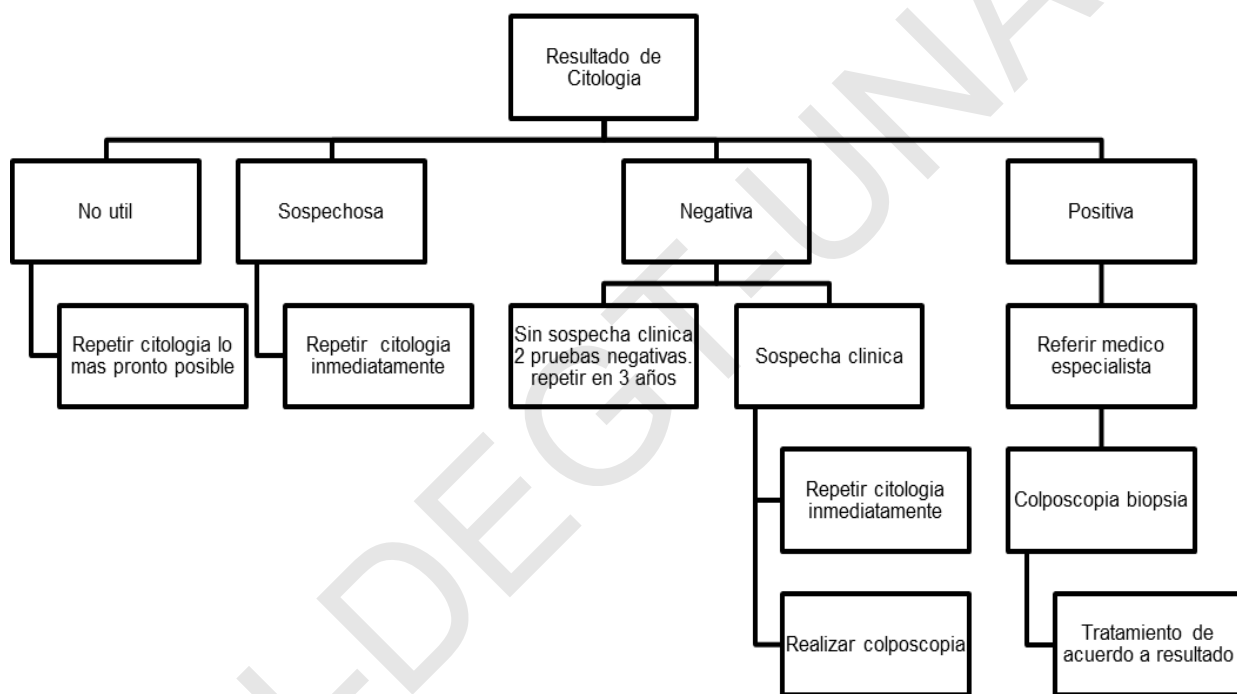 Resultado de
Citologia
No util
Sospechosa
Negativa
Positiva
Repetir citologia lo
mas pronto posible
Repetir citologia
inmediatamente
Sin sospecha clinica
2 pruebas negativas.
repetir en 3 años
Sospecha clinica
Referir medico
especialista
Repetir citologia
inmediatamente
Colposcopia biopsia
Realizar colposcopia
Tratamiento de
acuerdo a resultado
-DEGT-UNA